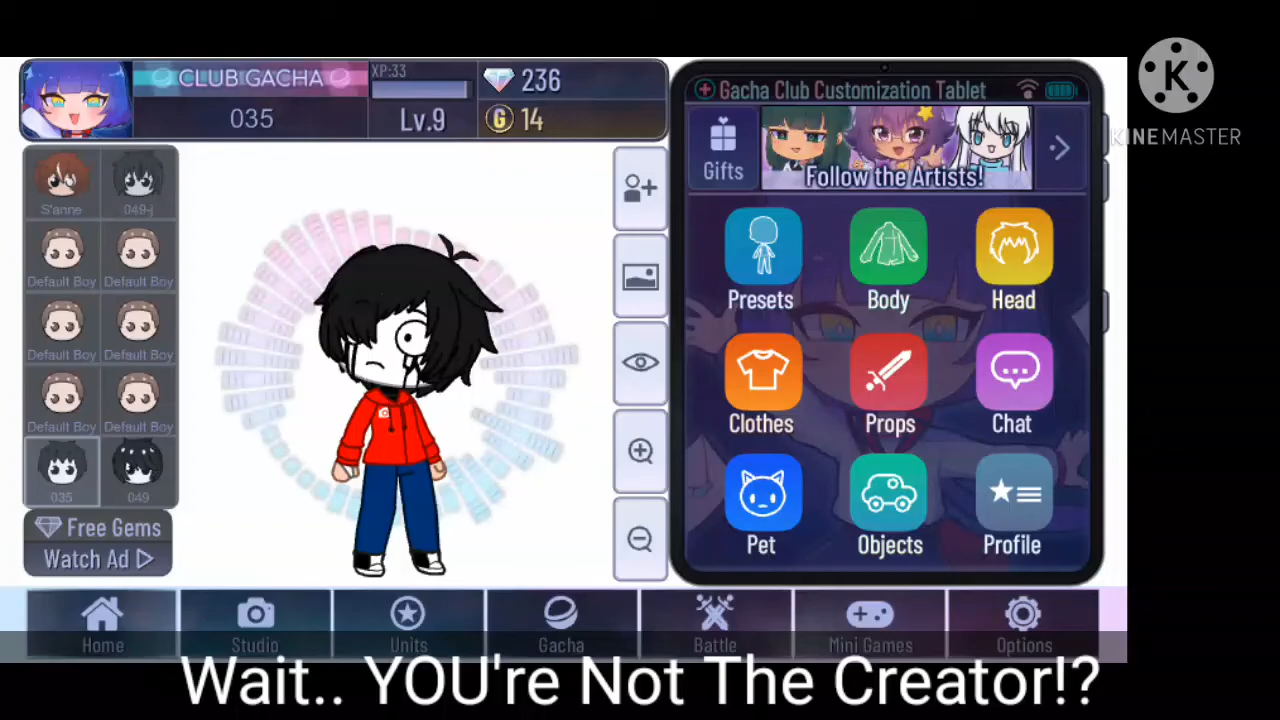 CLUB GACHA
035
XP:33
Lv.9
236
G 14
S'anne
049-j
Default Boy
Default Boy
Default Boy
Default Boy
Default Boy
Default Boy
035
049
Free Gems
Watch Ad
Gacha Club Customization Tablet
Gifts
Follow the Artists!
Presets
Body
Head
Clothes
Props
Chat
Pet
Objects
Profile
Home
Studio
Units
Gacha
Battle
Mini Games
Options
K
KINEMASTER
Wait.. YOU're Not The Creator!?